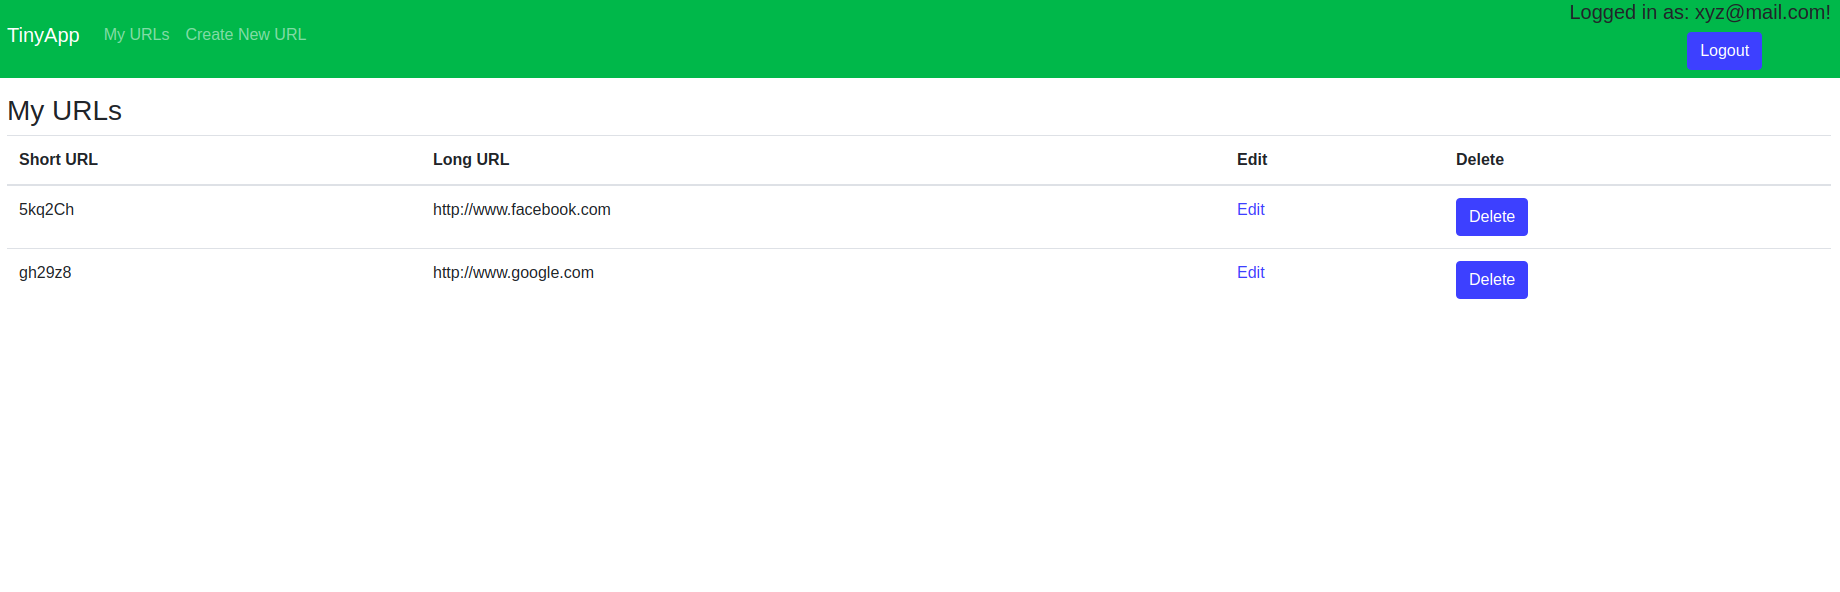 Logged in as: xyz@mail.com!
TinyApp My URLs Create New URL
Logout
My URLs
Short URL Long URL Edit Delete
5kq2Ch http://www.facebook.com Edit Delete
gh29z8 http://www.google.com Edit Delete